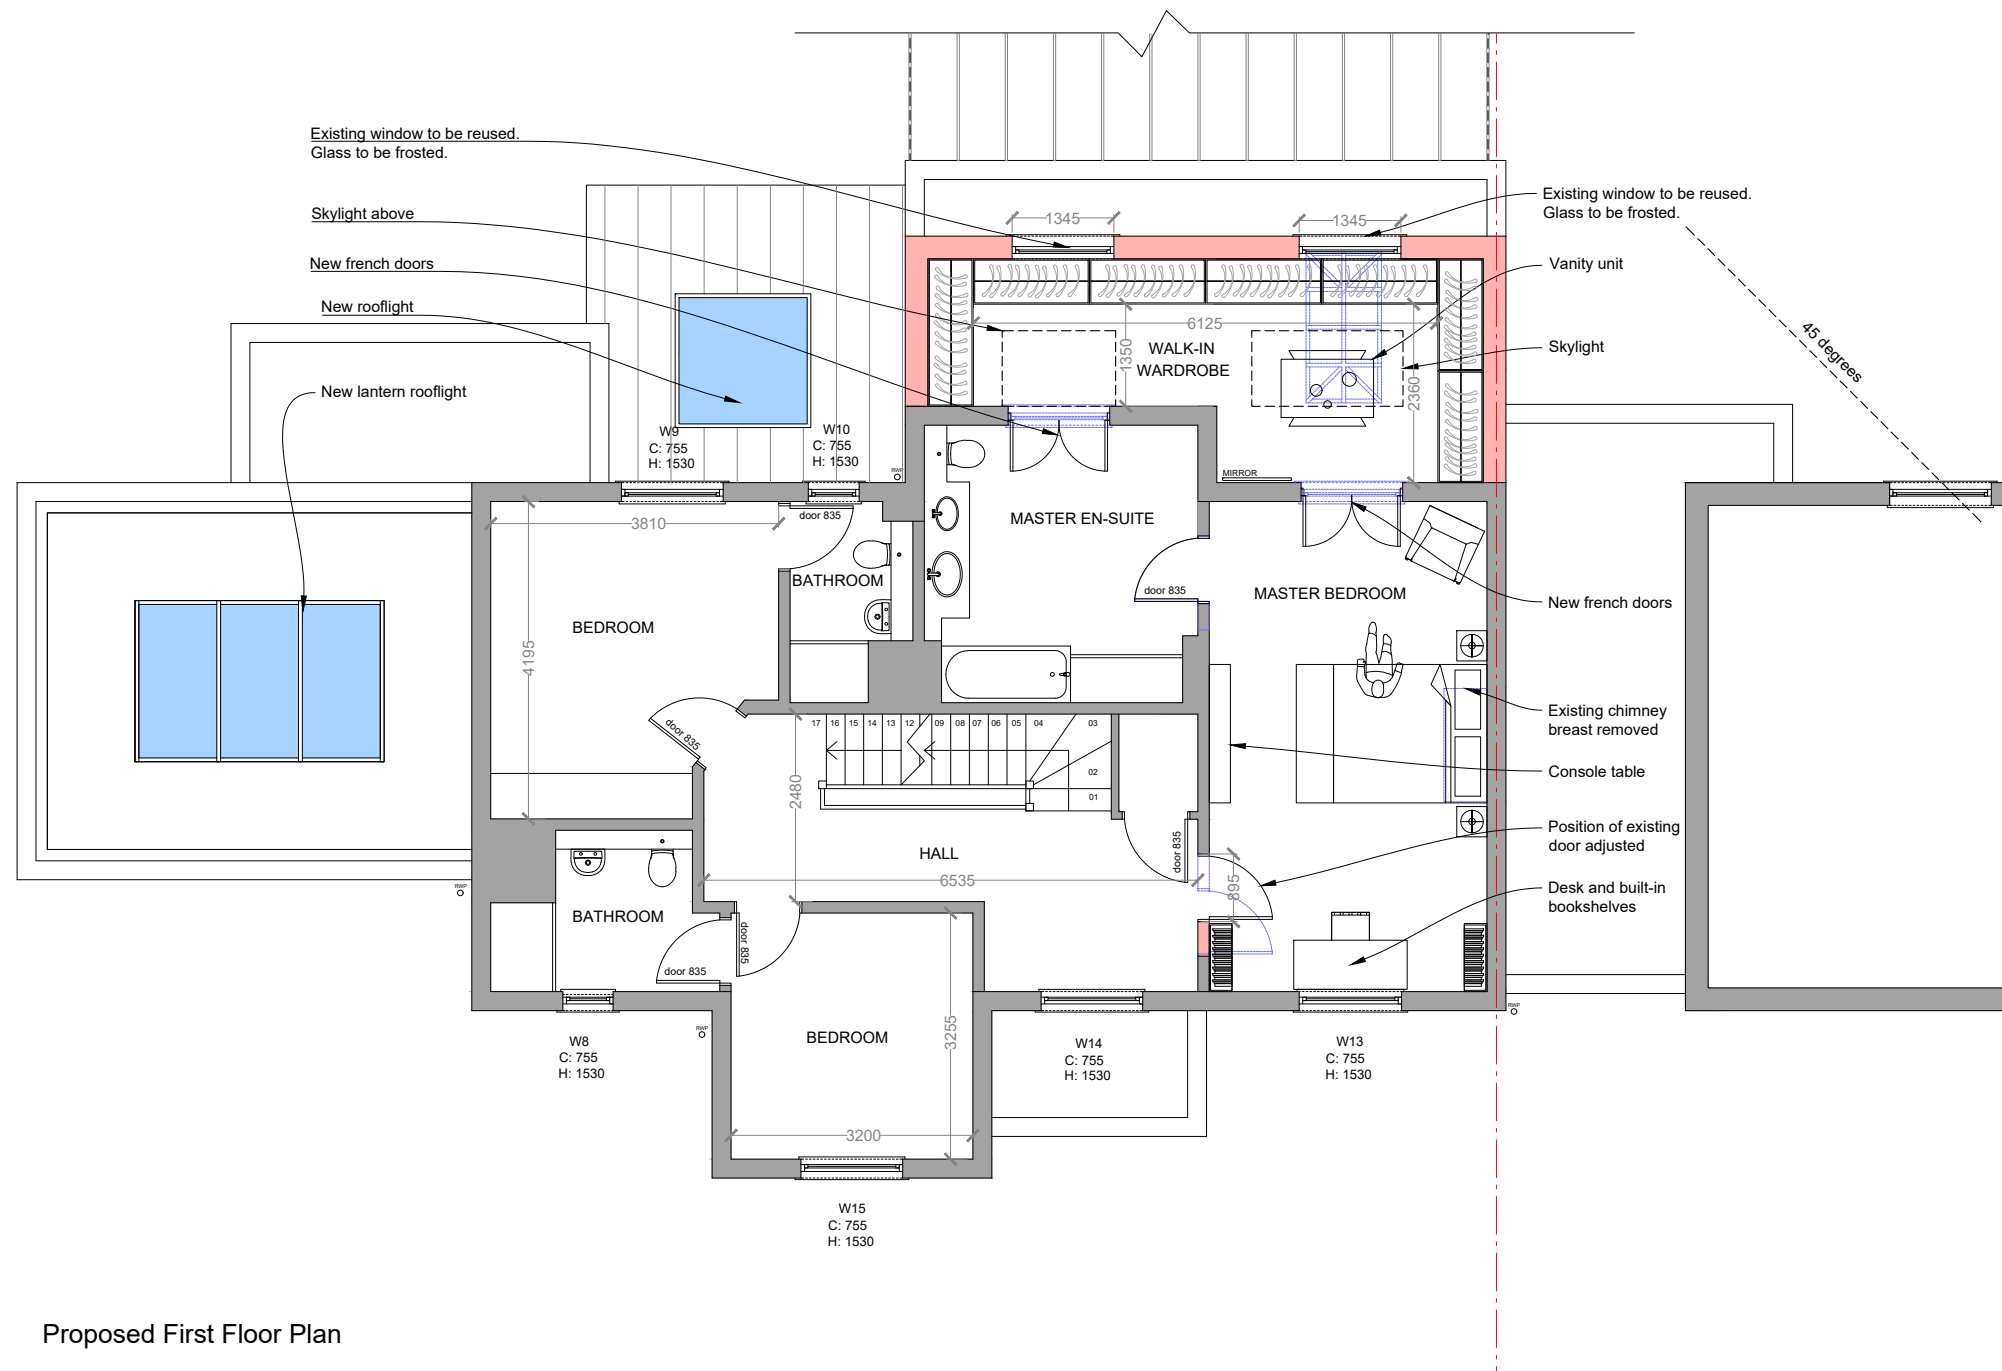 Existing window to be reused.
Glass to be frosted.
Skylight above
New french doors
New rooflight
New lantern rooflight
1345
1345
Existing window to be reused.
Glass to be frosted.
Vanity unit
Skylight
45 degrees
6125
1350
WALK-IN
WARDROBE
2360
MIRROR
W9
C: 755
H: 1530
W10
C: 755
H: 1530
RWP
3810
door 835
BATHROOM
MASTER EN-SUITE
door 835
MASTER BEDROOM
New french doors
BEDROOM
4195
door 835
17
16
15
14
13
12
09
08
07
06
05
04
03
02
01
2480
Existing chimney
breast removed
Console table
Position of existing
door adjusted
Desk and built-in
bookshelves
HALL
6535
door 835
895
RWP
BATHROOM
door 835
door 835
BEDROOM
3255
3200
RWP
RWP
W8
C: 755
H: 1530
W14
C: 755
H: 1530
W13
C: 755
H: 1530
W15
C: 755
H: 1530
Proposed First Floor Plan